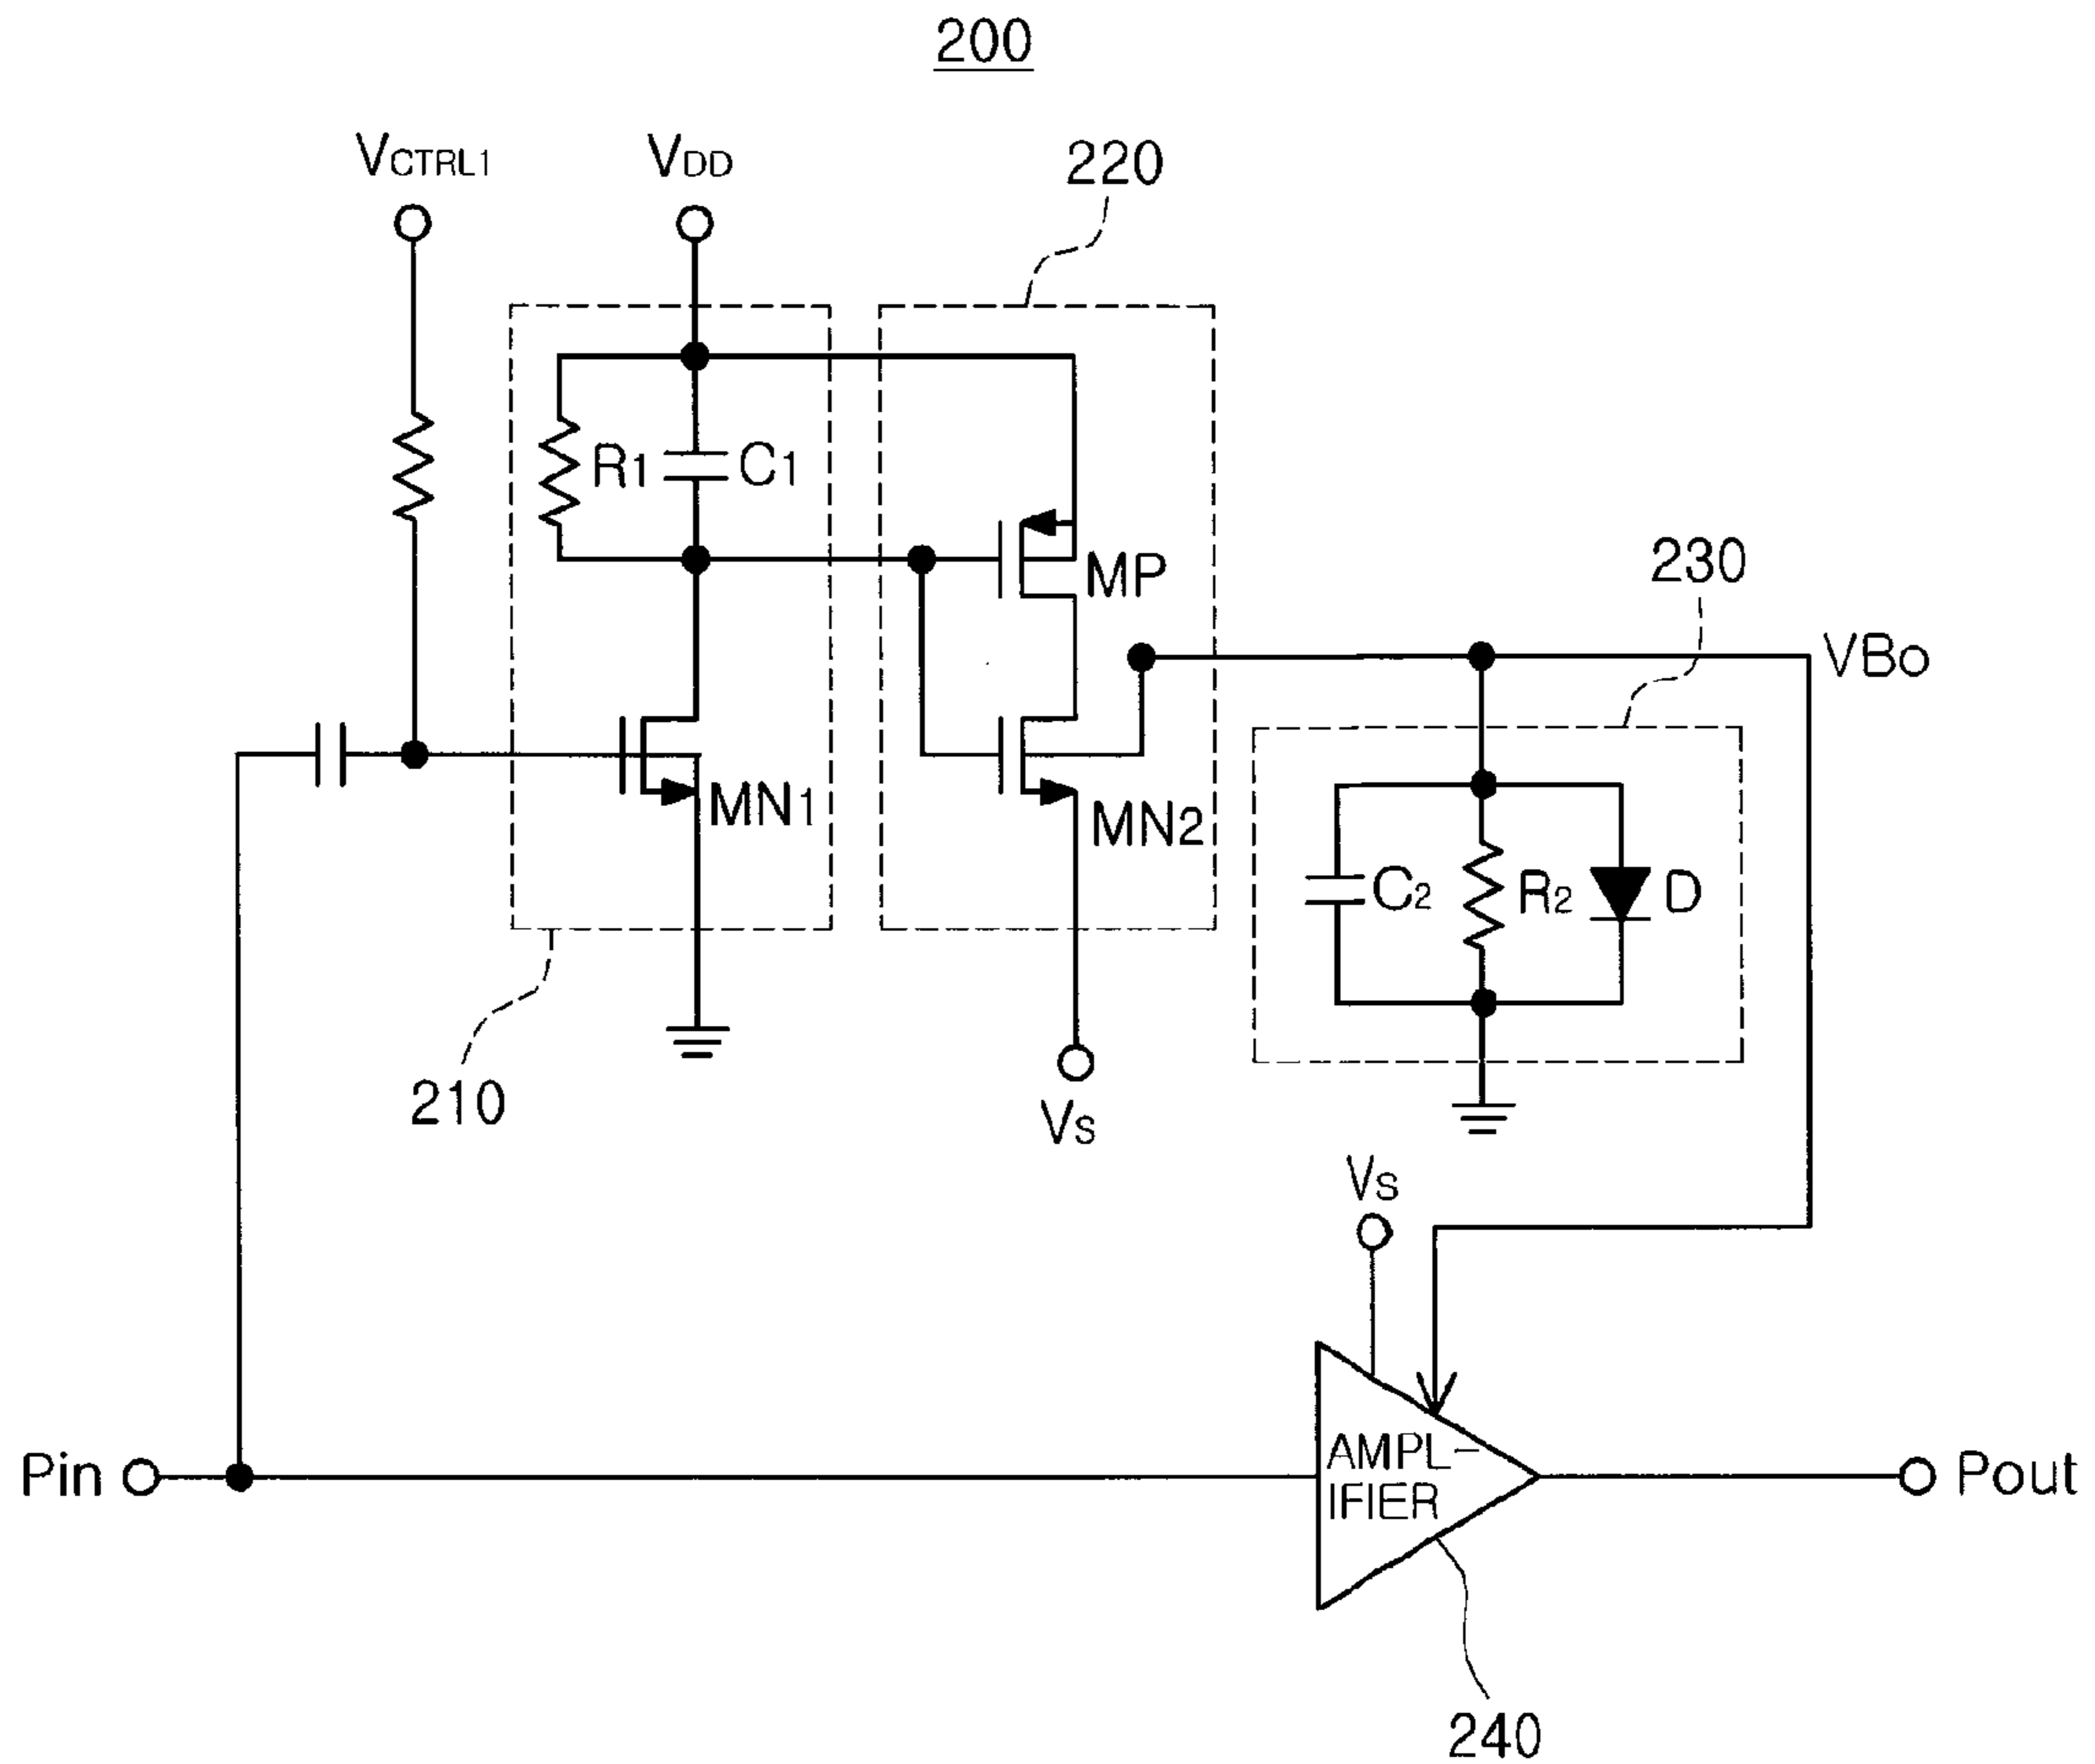 200
VCTRL1
VDD
220
R1
C1
MP
230
VBo
MN1
MN2
C2
R2
D
210
Vs
Vs
Pin
AMPL-
IFIER
Pout
240